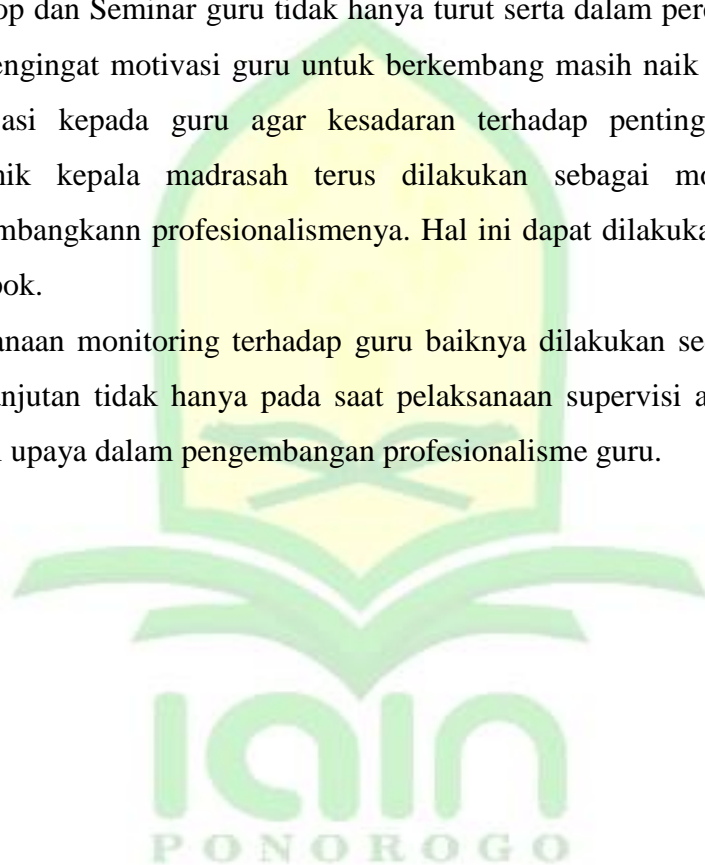 op dan Seminar guru tidak hanya turut serta dalam per
engingat motivasi guru untuk berkembang masih naik
asi kepada guru agar kesadaran terhadap penting
nik kepala madrasah terus dilakukan sebagai mo
mbangkann profesionalismenya. Hal ini dapat dilakuka
ok.
anaan monitoring terhadap guru baiknya dilakukan se
anjutan tidak hanya pada saat pelaksanaan supervisi a
upaya dalam pengembangan profesionalisme guru.
iain
PONOROGO